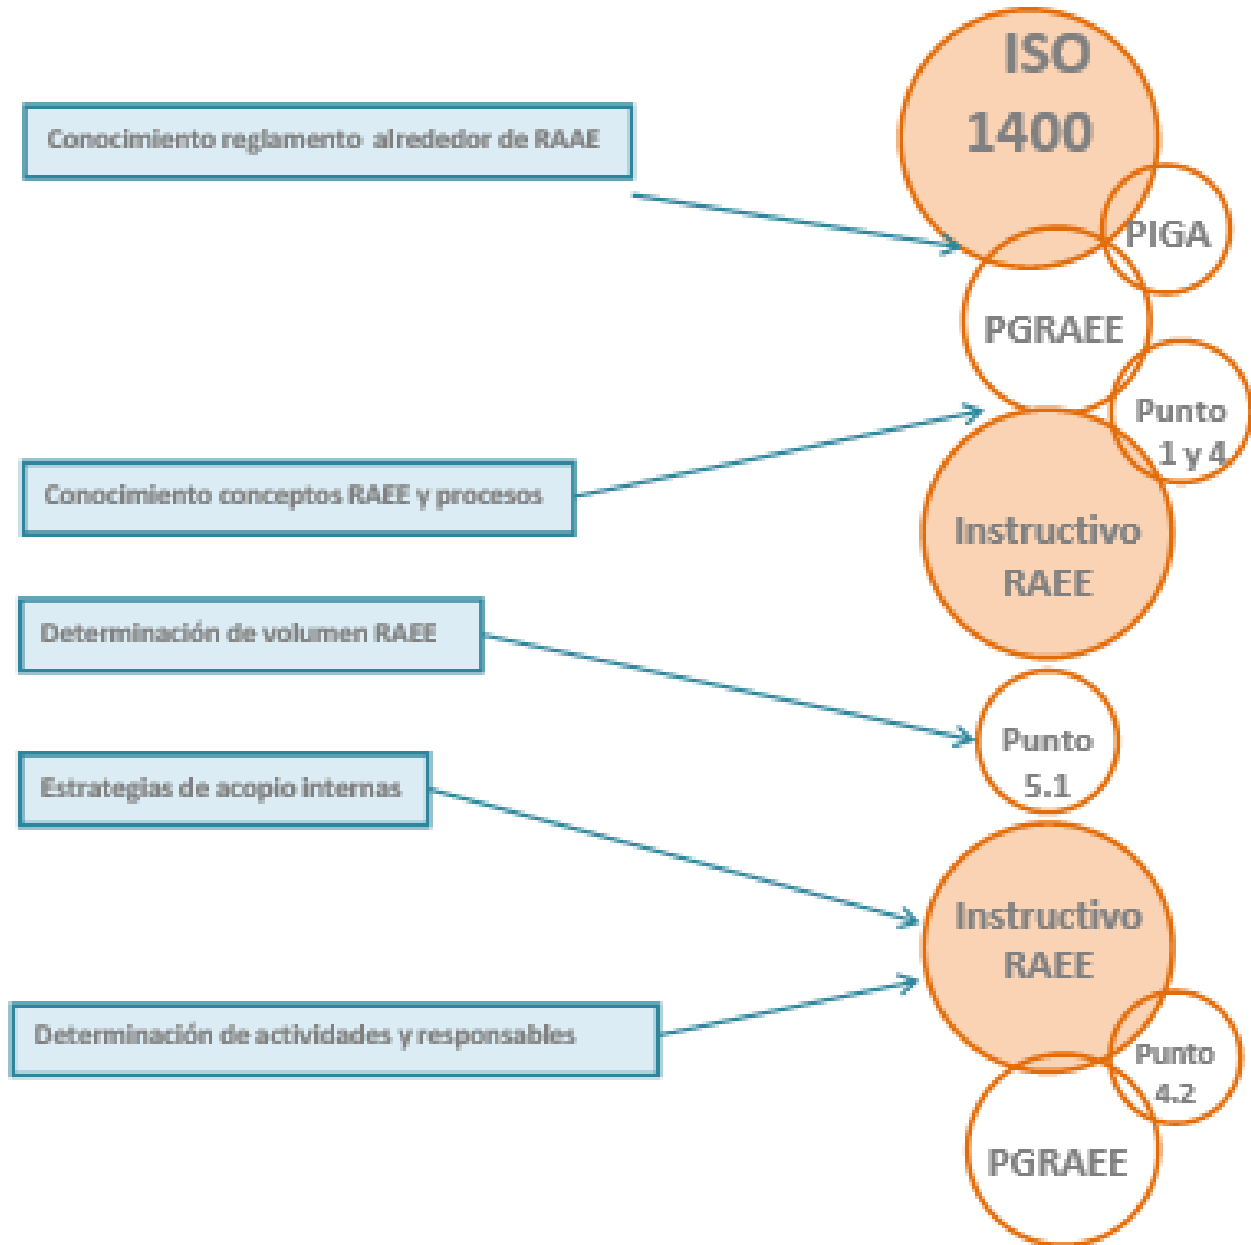 ISO
1400
Conocimiento reglamento alrededor de RAAE
PIGA
PGRAEE
Punto
1 y 4
Conocimiento conceptos RAEE y procesos
Instructivo
RAEE
Determinación de volumen RAEE
Punto
5.1
Estrategias de acopio internas
Instructivo
RAEE
Determinación de actividades y responsables
Punto
4.2
PGRAEE